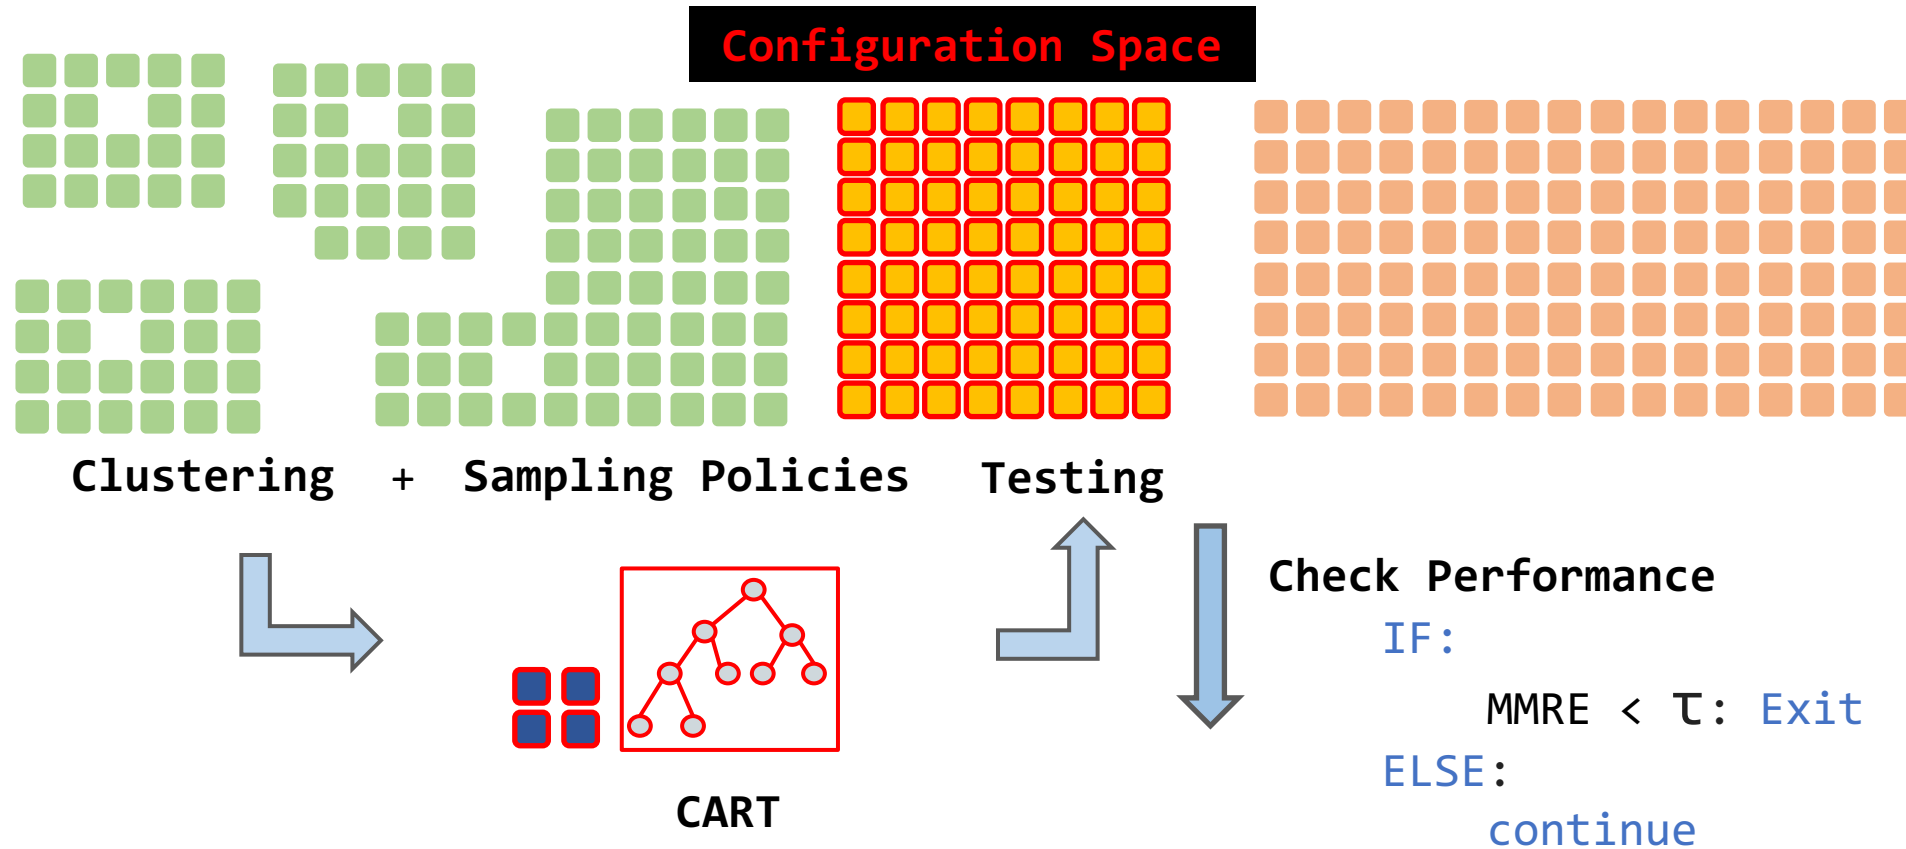 Configuration Space
Clustering + Sampling Policies Testing
Check Performance
IF:
MMRE < τ: Exit
ELSE:
continue
CART